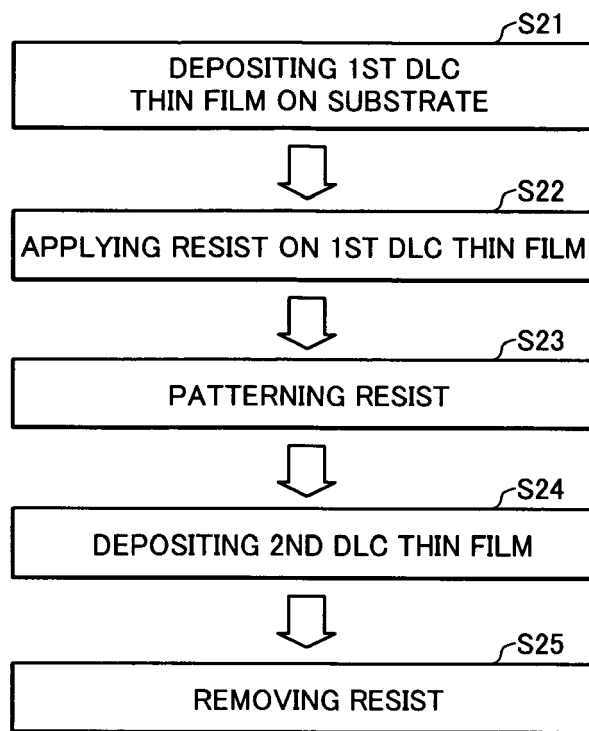 S21
DEPOSITING 1ST DLC
THIN FILM ON SUBSTRATE
S22
APPLYING RESIST ON 1ST DLC THIN FILM
S23
PATTERNING RESIST
S24
DEPOSITING 2ND DLC THIN FILM
S25
REMOVING RESIST